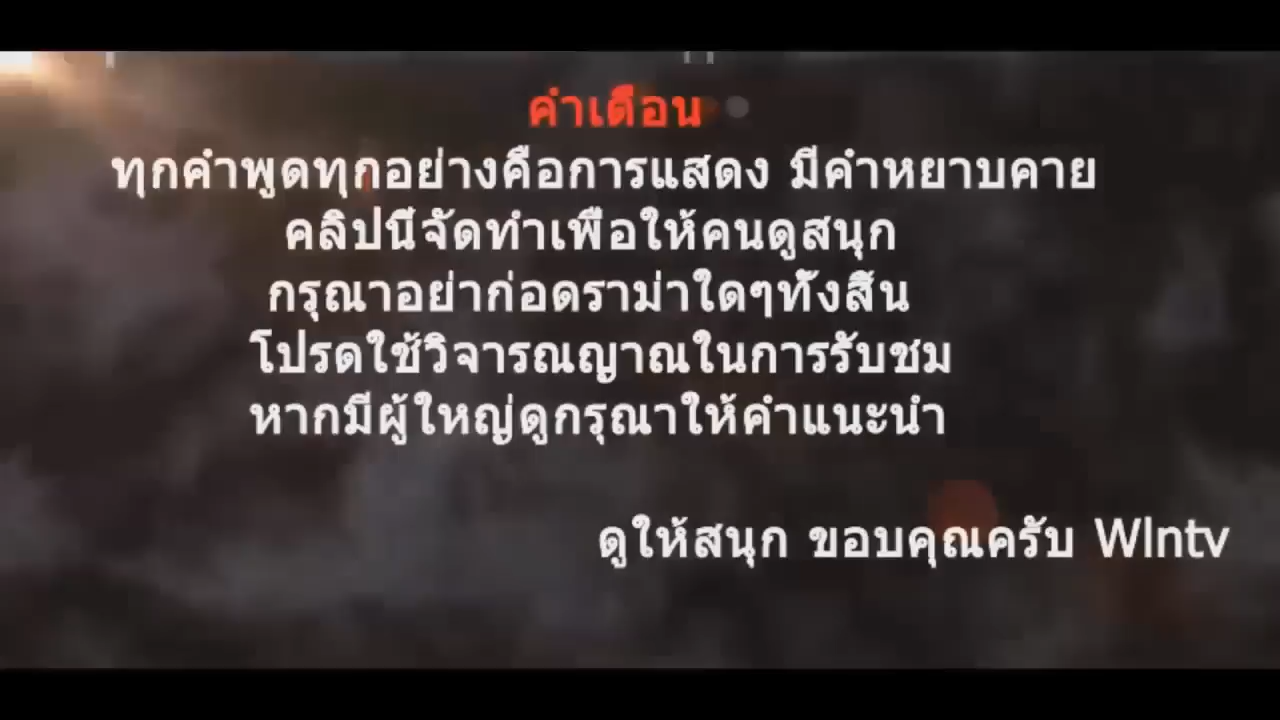 คำเตือน
ทุกคำพูดทุกอย่างคือการแสดง มีคำหยาบคาย
คลิปนี้จัดทำเพื่อให้คนดูสนุก
กรุณาอย่าก่อดราม่าใดๆทั้งสิ้น
โปรดใช้วิจารณญาณในการรับชม
หากมีผู้ใหญ่ดูกรุณาให้คำแนะนำ
ดูให้สนุก ขอบคุณครับ Wlntv